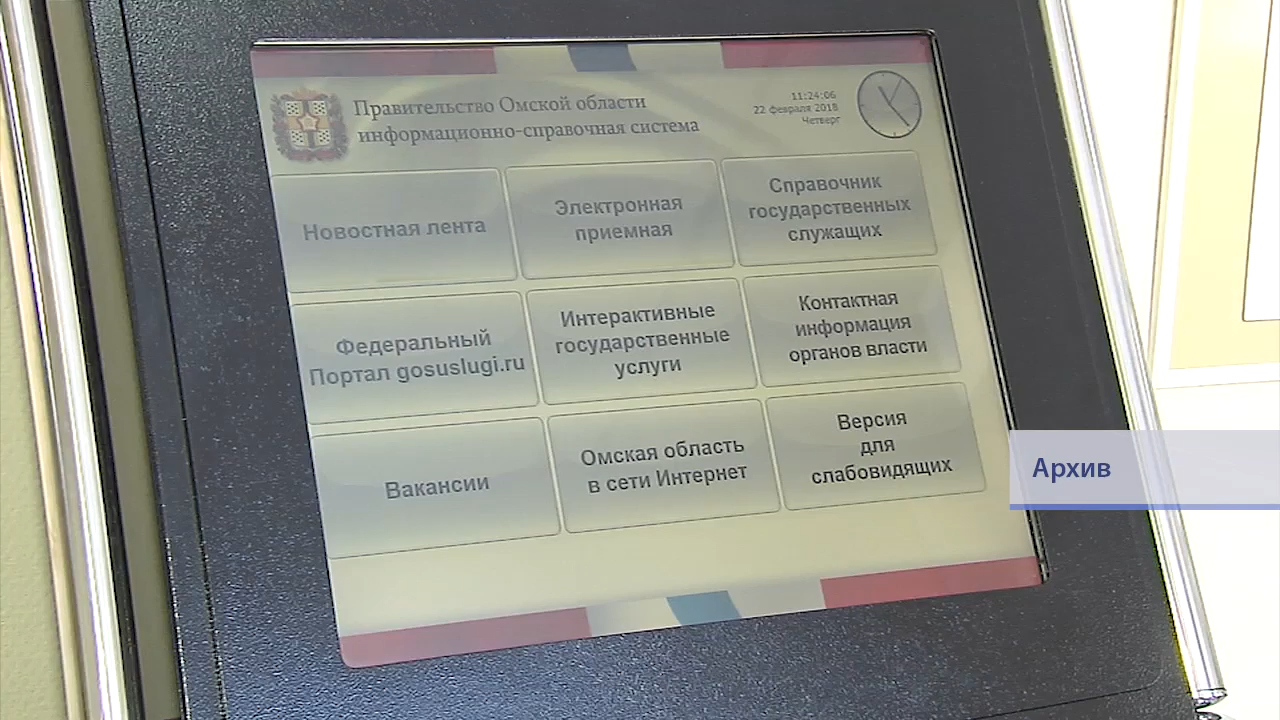 Правительство Омской области
информационно-справочная система
11:24:06
22 февраля 2018
Четверг
Новостная лента
Электронная
приемная
Справочник
государственных
служащих
Федеральный
Портал gosuslugi.ru
Интерактивные
государственные
услуги
Контактная
информация
органов власти
Вакансии
Омская область
в сети Интернет
Версия
для
слабовидящих
Архив